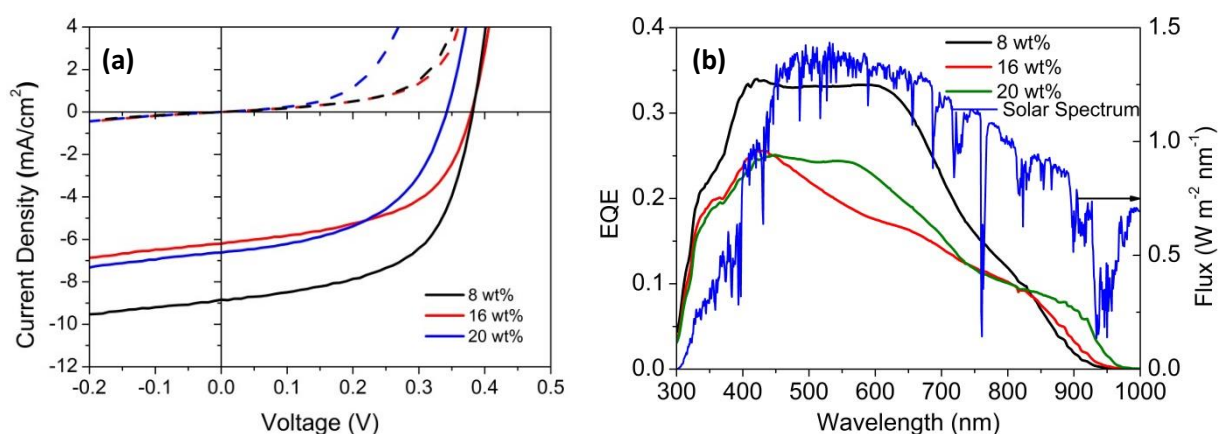 (a)
Current Density (mA/cm²)
4
2
0
-2
-4
-6
-8
-10
-12
8 wt%
16 wt%
20 wt%
-0.2 -0.1 0.0 0.1 0.2 0.3 0.4 0.5
Voltage (V)
(b)
EQE
0.4
0.3
0.2
0.1
0.0
8 wt%
16 wt%
20 wt%
Solar Spectrum
1.5
1.0
0.5
0.0
Flux (W m⁻² nm⁻¹)
300 400 500 600 700 800 900 1000
Wavelength (nm)